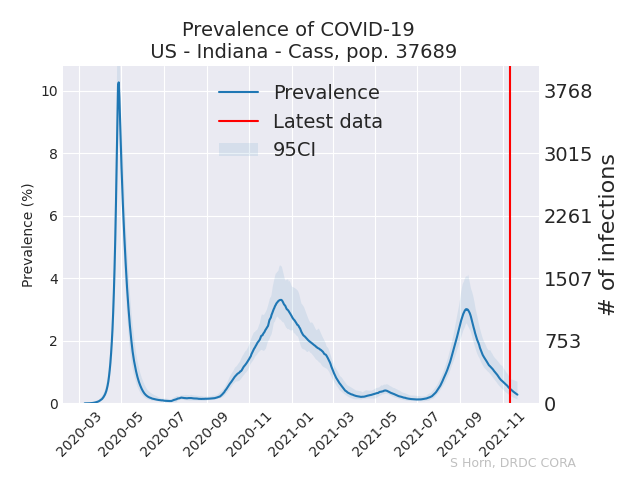 Prevalence of COVID-19
US - Indiana - Cass, pop. 37689
Prevalence
Latest data
95CI
Prevalence (%)
10
8
6
4
2
0
3768
3015
2261
1507
753
0
# of infections
2020-03
2020-05
2020-07
2020-09
2020-11
2021-01
2021-03
2021-05
2021-07
2021-09
2021-11
S Horn, DRDC CORA